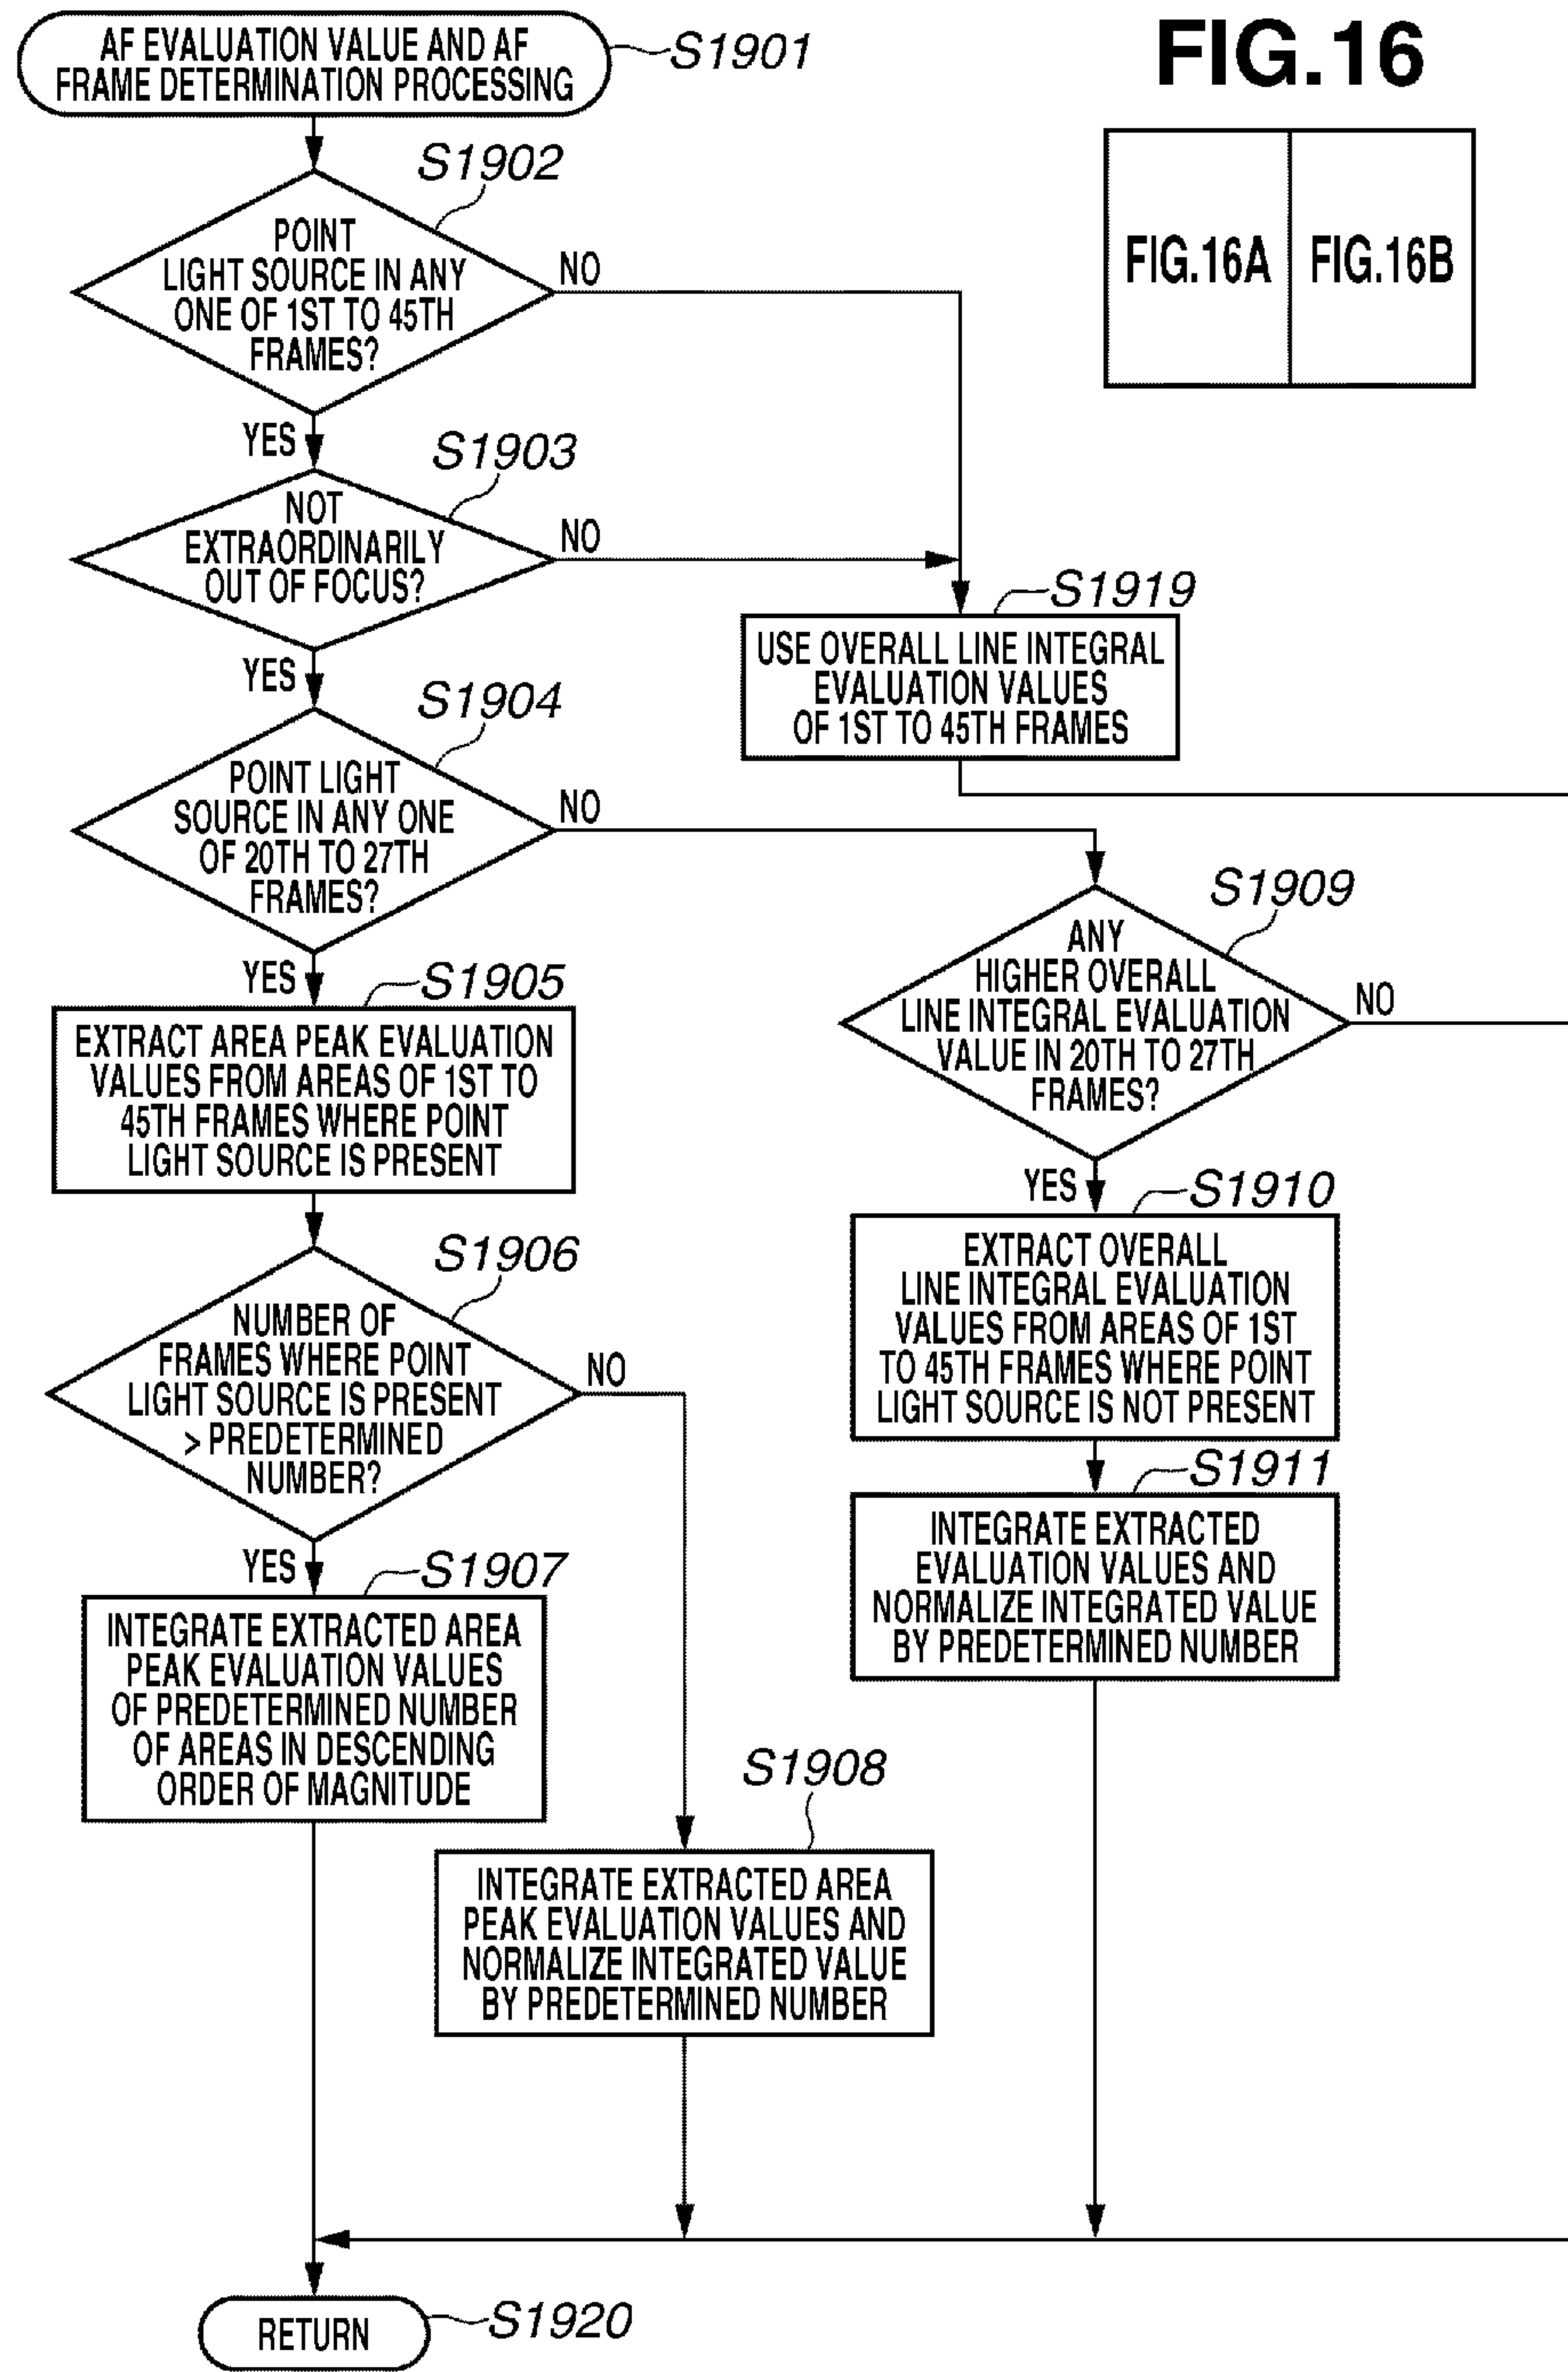 FIG.16
FIG.16A
FIG.16B
AF EVALUATION VALUE AND AF
FRAME DETERMINATION PROCESSING
S1901
S1902
POINT
LIGHT SOURCE IN ANY
ONE OF 1ST TO 45TH
FRAMES?
NO
YES
S1903
NOT
EXTRAORDINARILY
OUT OF FOCUS?
NO
YES
S1919
USE OVERALL LINE INTEGRAL
EVALUATION VALUES
OF 1ST TO 45TH FRAMES
S1904
POINT LIGHT
SOURCE IN ANY ONE
OF 20TH TO 27TH
FRAMES?
NO
YES
S1905
EXTRACT AREA PEAK EVALUATION
VALUES FROM AREAS OF 1ST TO
45TH FRAMES WHERE POINT
LIGHT SOURCE IS PRESENT
S1909
ANY
HIGHER OVERALL
LINE INTEGRAL EVALUATION
VALUE IN 20TH TO 27TH
FRAMES?
NO
YES
S1906
NUMBER OF
FRAMES WHERE POINT
LIGHT SOURCE IS PRESENT
> PREDETERMINED
NUMBER?
NO
YES
S1910
EXTRACT OVERALL
LINE INTEGRAL EVALUATION
VALUES FROM AREAS OF 1ST
TO 45TH FRAMES WHERE POINT
LIGHT SOURCE IS NOT PRESENT
S1911
INTEGRATE EXTRACTED
EVALUATION VALUES AND
NORMALIZE INTEGRATED VALUE
BY PREDETERMINED NUMBER
S1907
INTEGRATE EXTRACTED AREA
PEAK EVALUATION VALUES
OF PREDETERMINED NUMBER
OF AREAS IN DESCENDING
ORDER OF MAGNITUDE
S1908
INTEGRATE EXTRACTED AREA
PEAK EVALUATION VALUES AND
NORMALIZE INTEGRATED VALUE
BY PREDETERMINED NUMBER
RETURN
S1920